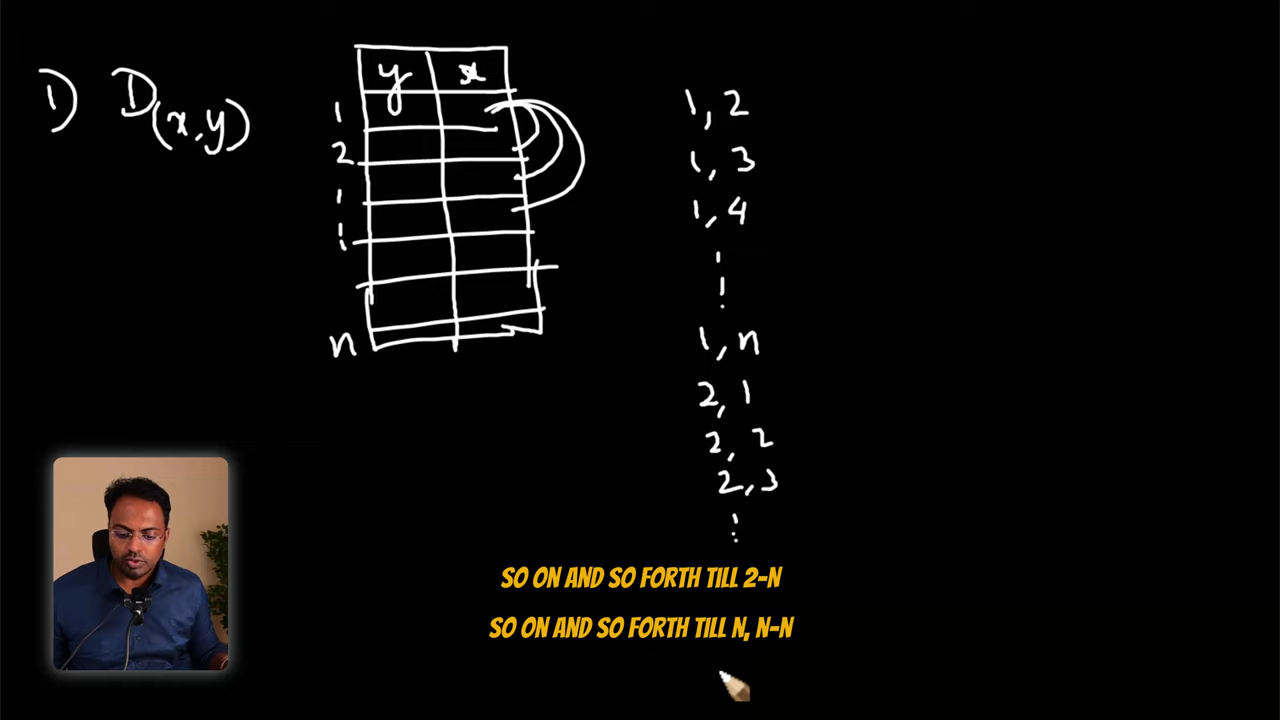 1) D(x,y)
y x
1
2
n
1, 2
1, 3
1, 4
1, n
2, 1
2, 2
2, 3
SO ON AND SO FORTH TILL 2-N
SO ON AND SO FORTH TILL N, N-N